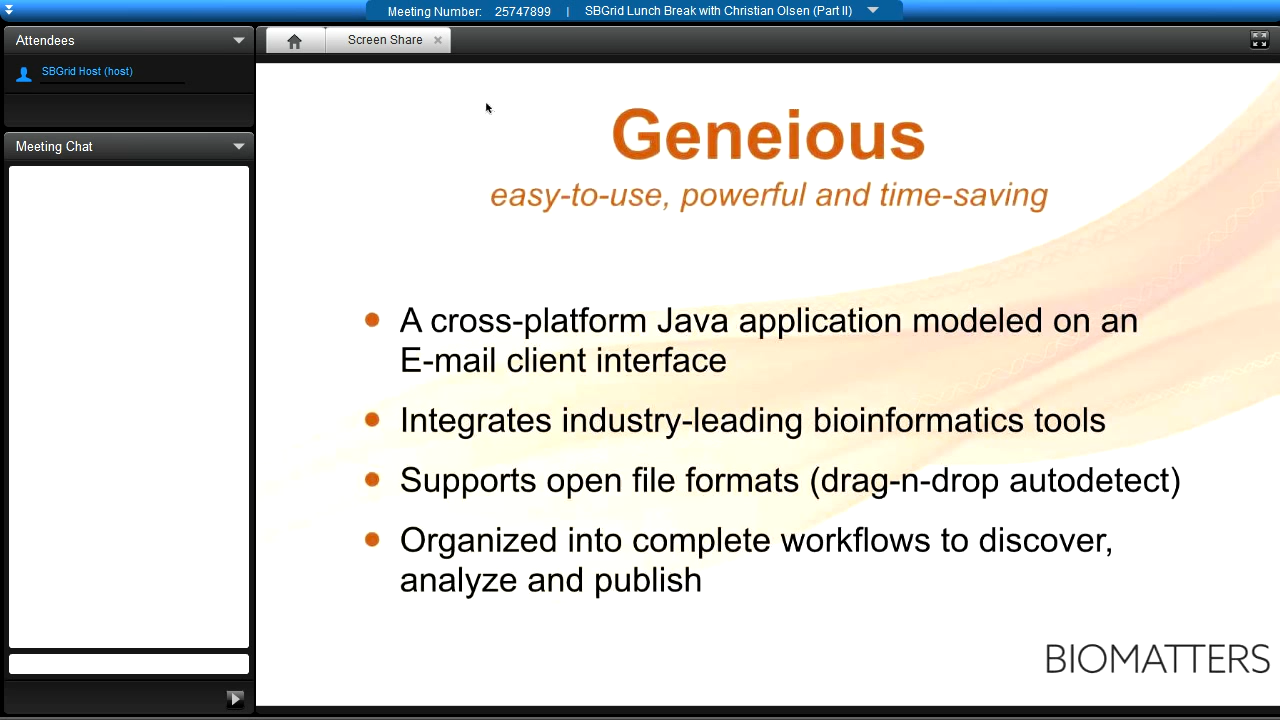 Meeting Number: 25747899 | SBGrid Lunch Break with Christian Olsen (Part II)
Attendees
SBGrid Host (host)
Meeting Chat
Screen Share
Geneious
easy-to-use, powerful and time-saving
A cross-platform Java application modeled on an
E-mail client interface
Integrates industry-leading bioinformatics tools
Supports open file formats (drag-n-drop autodetect)
Organized into complete workflows to discover,
analyze and publish
BIOMATTERS